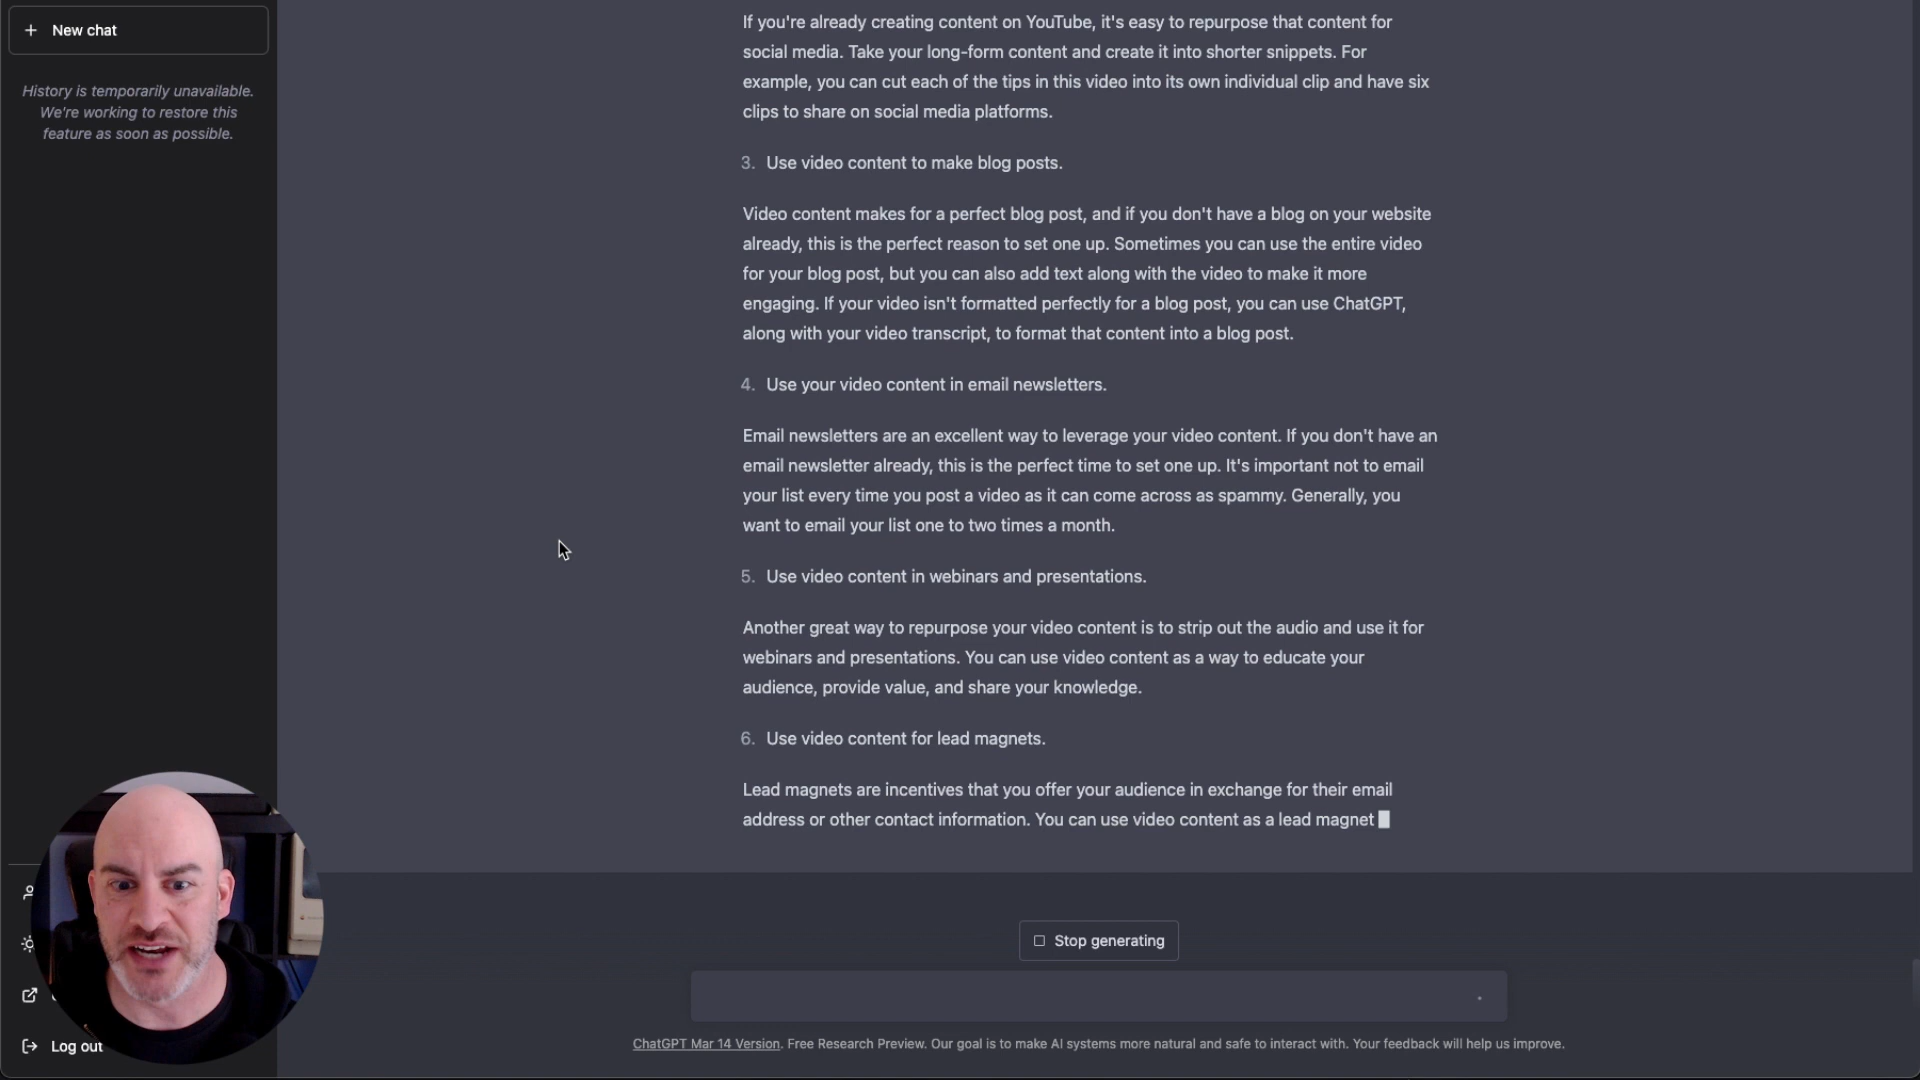 New chat
History is temporarily unavailable.
We're working to restore this
feature as soon as possible.
If you're already creating content on YouTube, it's easy to repurpose that content for
social media. Take your long-form content and create it into shorter snippets. For
example, you can cut each of the tips in this video into its own individual clip and have six
clips to share on social media platforms.
3. Use video content to make blog posts.
Video content makes for a perfect blog post, and if you don't have a blog on your website
already, this is the perfect reason to set one up. Sometimes you can use the entire video
for your blog post, but you can also add text along with the video to make it more
engaging. If your video isn't formatted perfectly for a blog post, you can use ChatGPT,
along with your video transcript, to format that content into a blog post.
4. Use your video content in email newsletters.
Email newsletters are an excellent way to leverage your video content. If you don't have an
email newsletter already, this is the perfect time to set one up. It's important not to email
your list every time you post a video as it can come across as spammy. Generally, you
want to email your list one to two times a month.
5. Use video content in webinars and presentations.
Another great way to repurpose your video content is to strip out the audio and use it for
webinars and presentations. You can use video content as a way to educate your
audience, provide value, and share your knowledge.
6. Use video content for lead magnets.
Lead magnets are incentives that you offer your audience in exchange for their email
address or other contact information. You can use video content as a lead magnet
Stop generating
Log out
ChatGPT Mar 14 Version. Free Research Preview. Our goal is to make AI systems more natural and safe to interact with. Your feedback will help us improve.